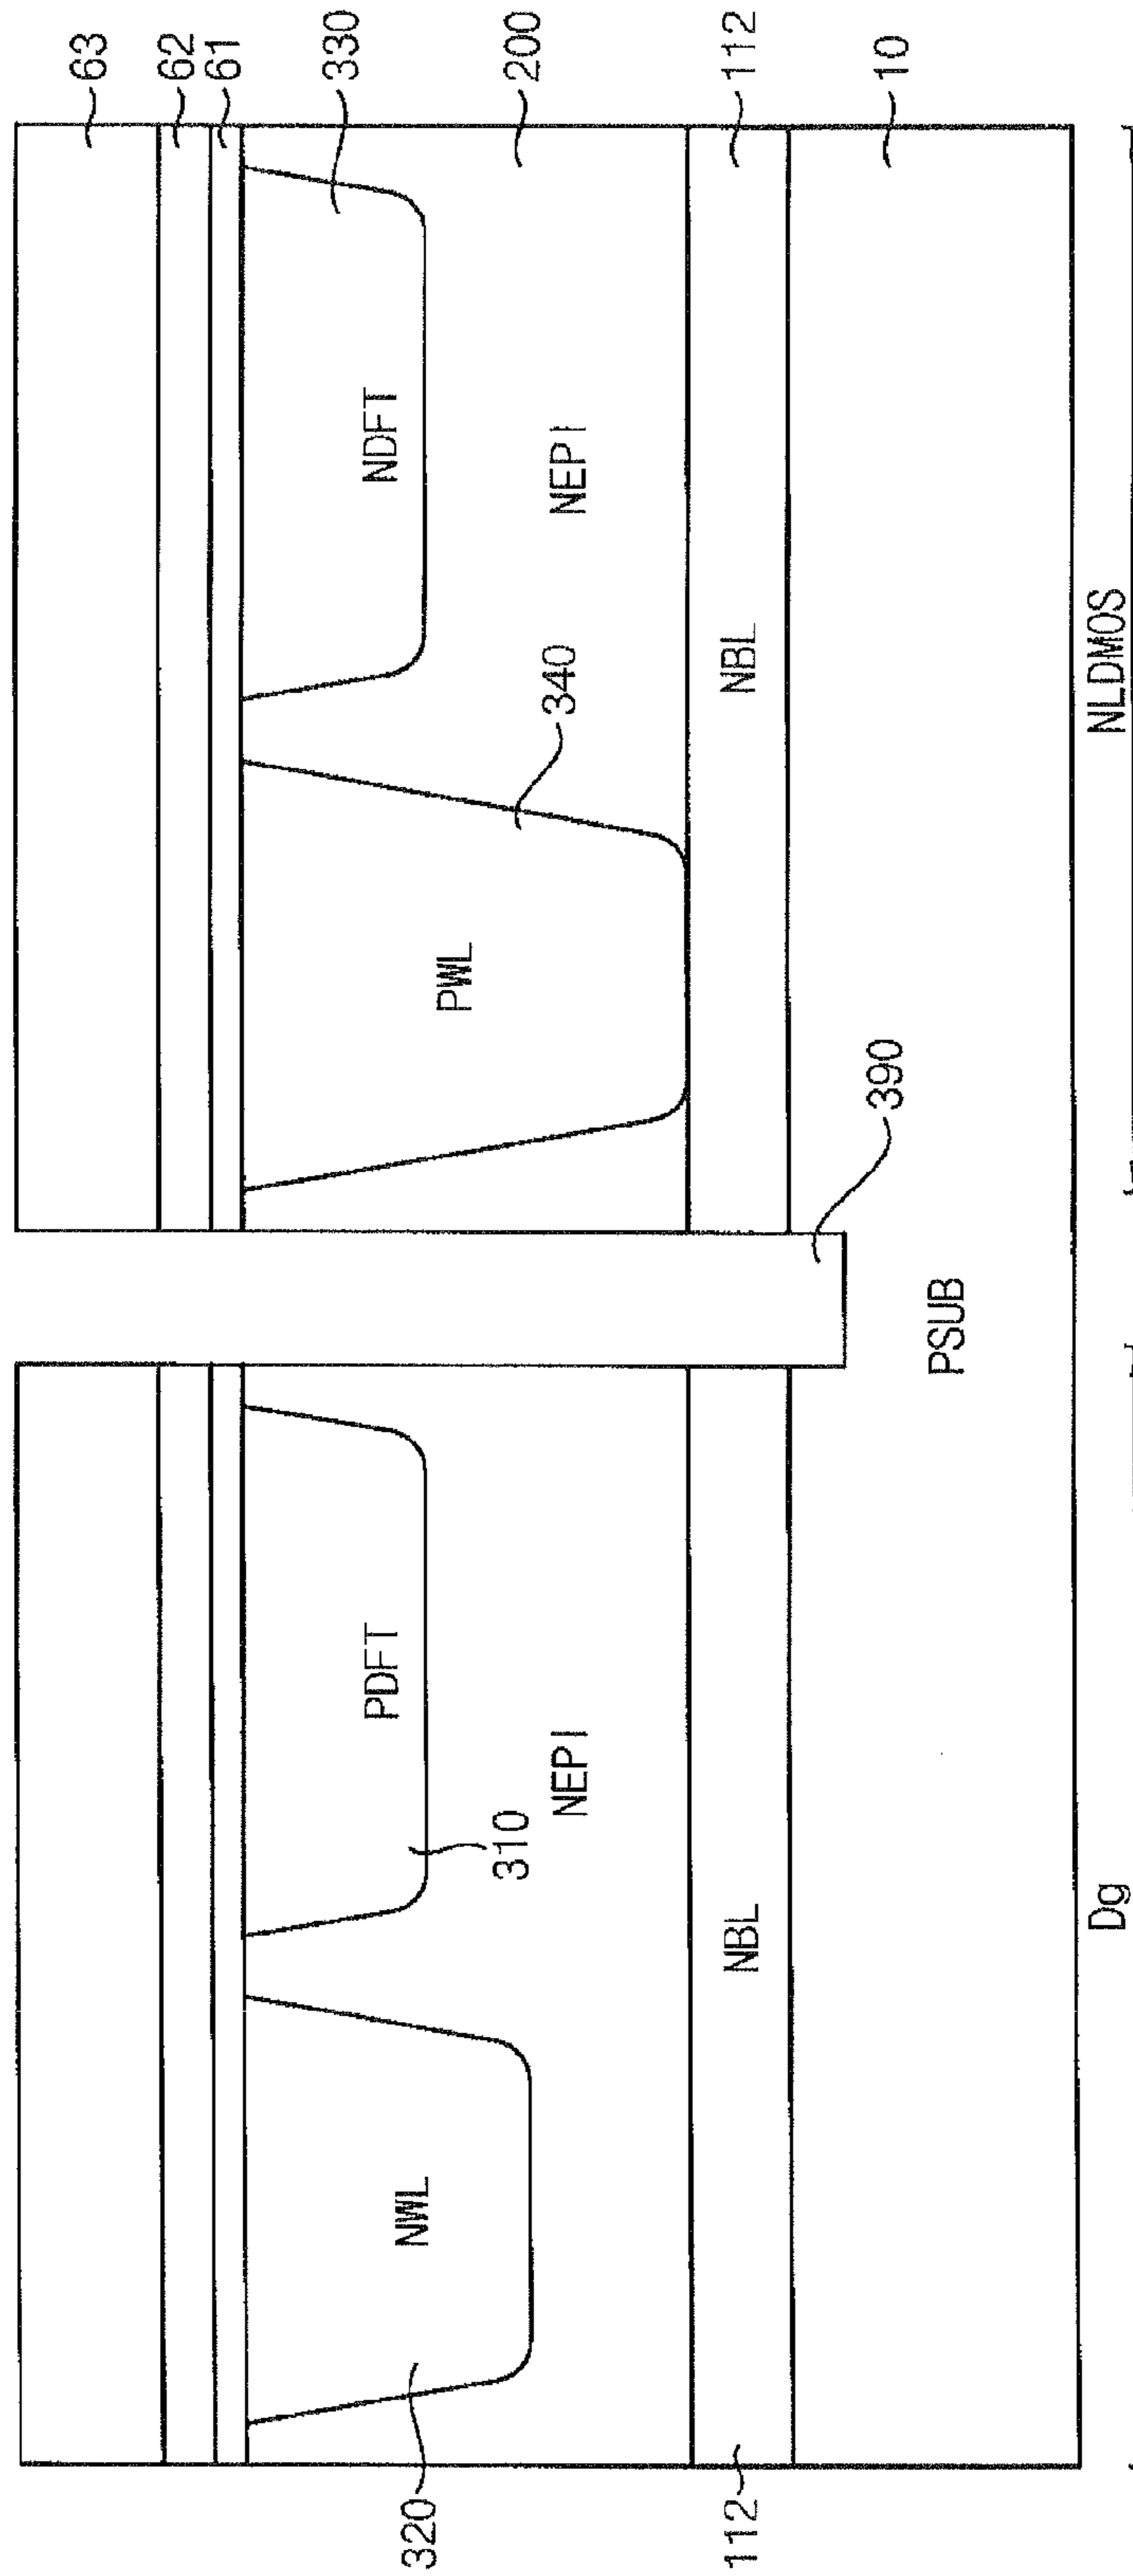 63
62
61
330
200
112
10
NDFT
NEPI
340
NBL
PWL
390
PSUB
PDFT
310
NEPI
NBL
NWL
320
112
NLDMOS
Dg